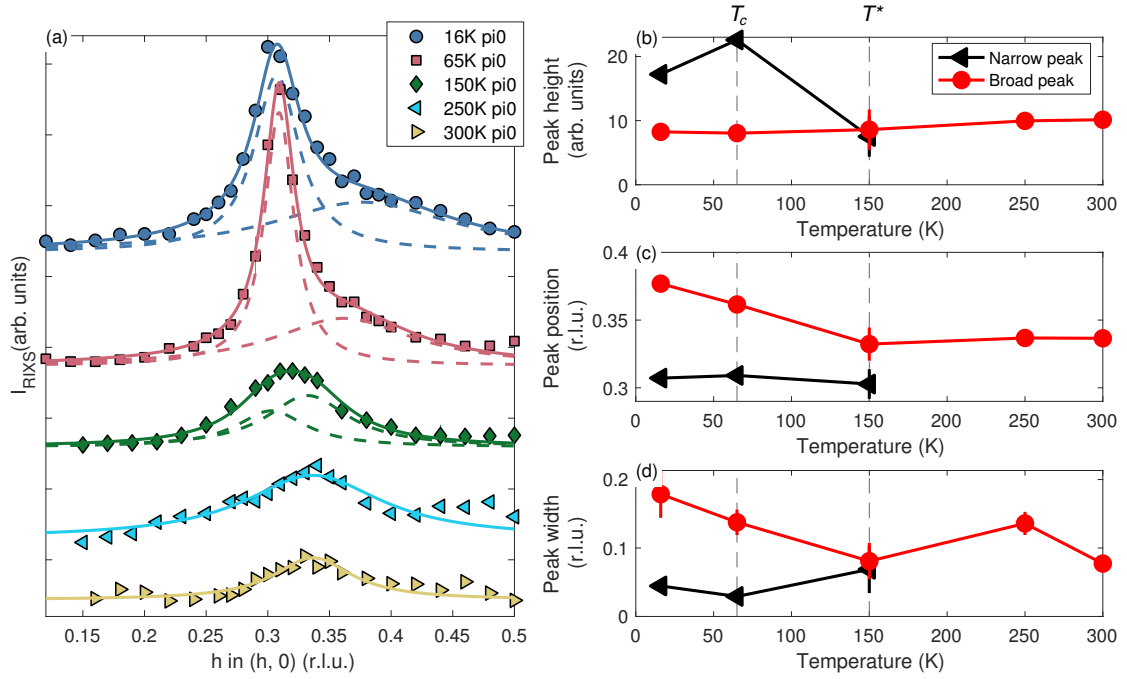 (a)
16K pi0
65K pi0
150K pi0
250K pi0
300K pi0
I_RIXS (arb. units)
0.15 0.2 0.25 0.3 0.35 0.4 0.45 0.5
h in (h, 0) (r.l.u.)
T_c T*
(b)
Narrow peak
Broad peak
Peak height
(arb. units)
20
10
0
0 50 100 150 200 250 300
Temperature (K)
(c)
Peak position
(r.l.u.)
0.4
0.35
0.3
0 50 100 150 200 250 300
Temperature (K)
(d)
Peak width
(r.l.u.)
0.2
0.1
0
0 50 100 150 200 250 300
Temperature (K)